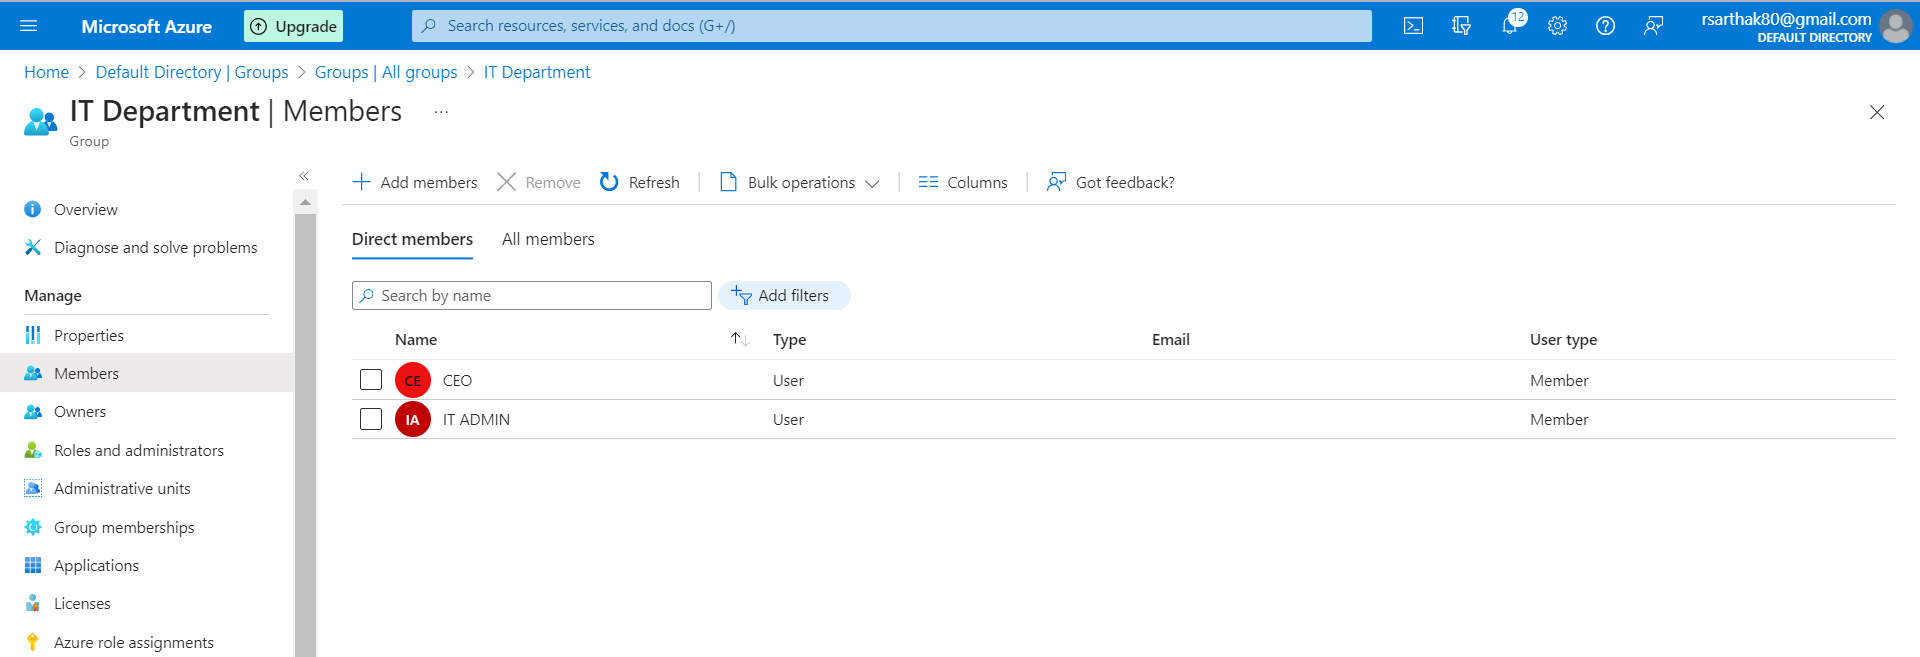 Microsoft Azure
Upgrade
Search resources, services, and docs (G+/)
12
rsarthak80@gmail.com
DEFAULT DIRECTORY
Home > Default Directory | Groups > Groups | All groups > IT Department
IT Department | Members ...
Group
«
Overview
Diagnose and solve problems
Manage
Properties
Members
Owners
Roles and administrators
Administrative units
Group memberships
Applications
Licenses
Azure role assignments
Add members Remove Refresh Bulk operations Columns Got feedback?
Direct members All members
Search by name Add filters
Name Type Email User type
CE CEO User Member
IA IT ADMIN User Member